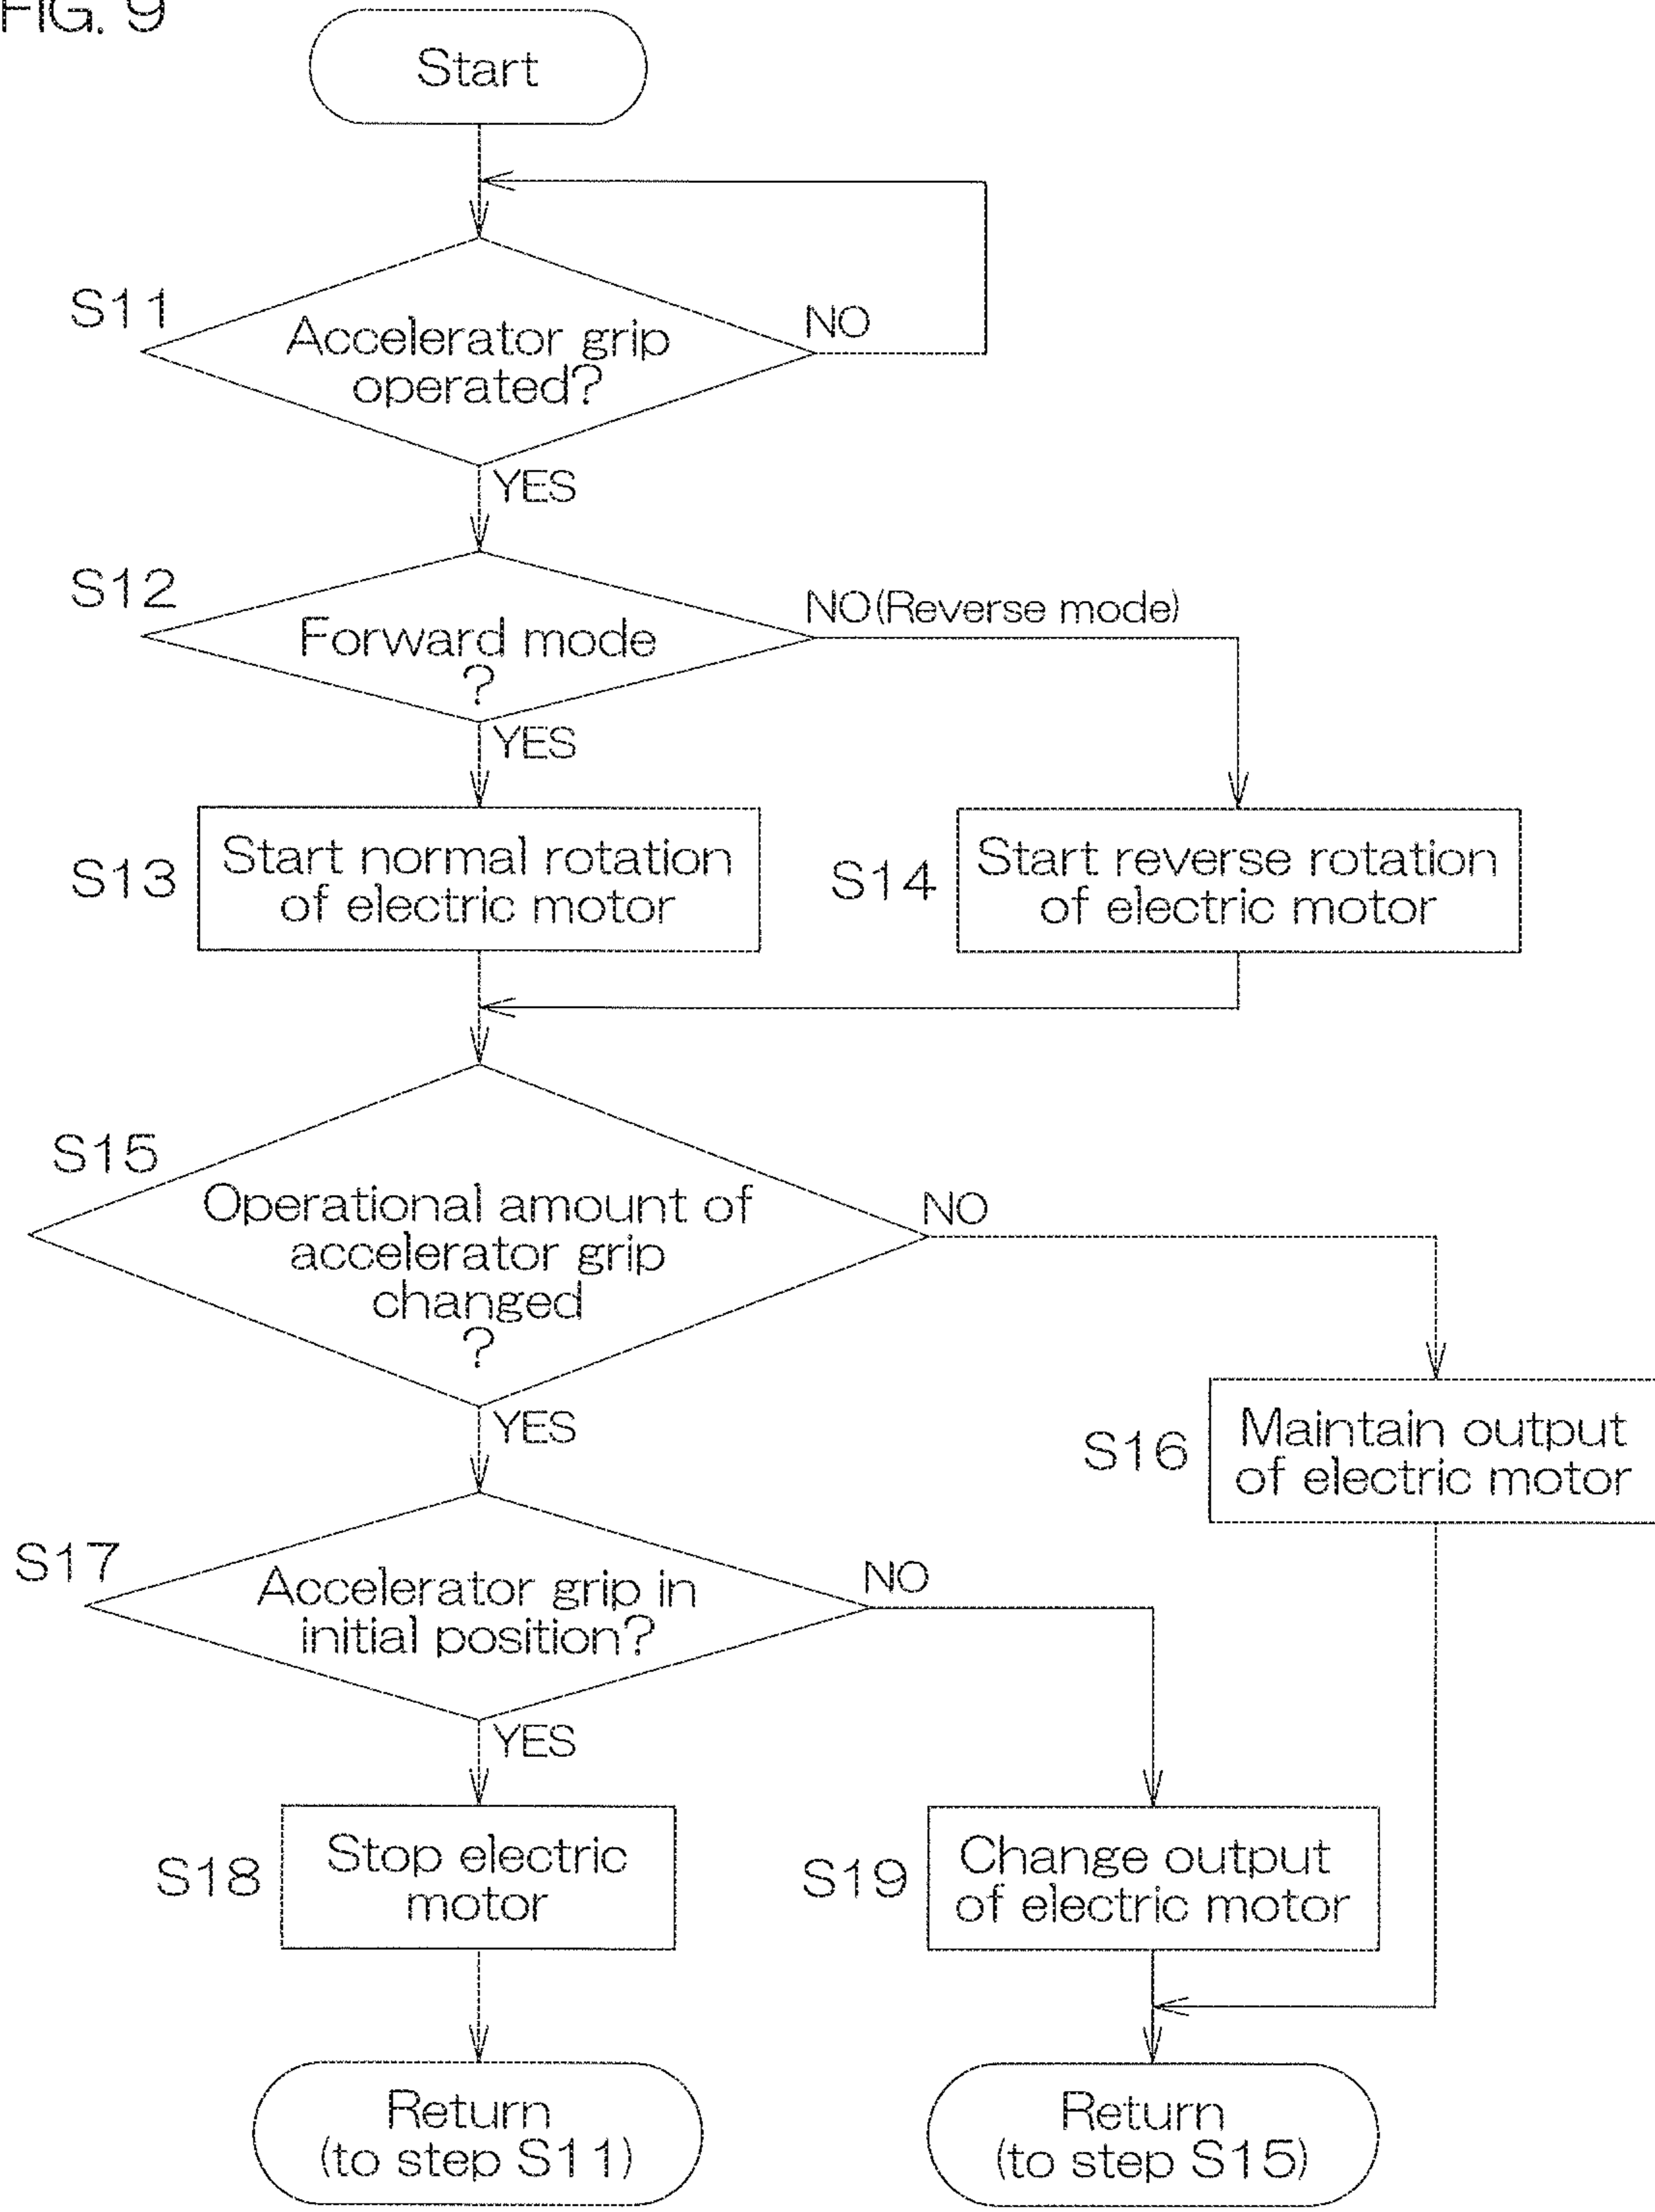 FIG. 9
Start
S11
Accelerator grip
operated?
NO
YES
S12
Forward mode
?
NO(Reverse mode)
YES
S13
Start normal rotation
of electric motor
S14
Start reverse rotation
of electric motor
S15
Operational amount of
accelerator grip
changed
?
NO
YES
S16
Maintain output
of electric motor
S17
Accelerator grip in
initial position?
NO
YES
S18
Stop electric
motor
S19
Change output
of electric motor
Return
(to step S11)
Return
(to step S15)